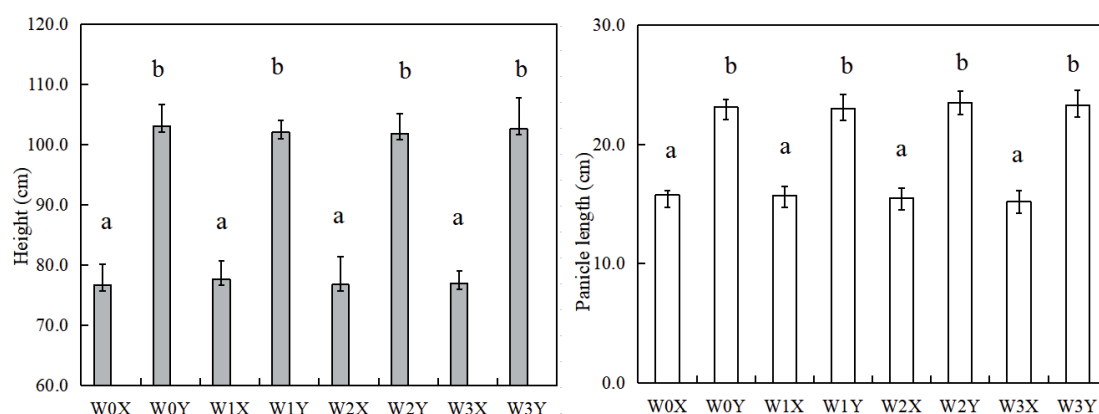 120.0
110.0
100.0
90.0
80.0
70.0
60.0
Height (cm)
b b b b
a a a a
W0X W0Y W1X W1Y W2X W2Y W3X W3Y
30.0
20.0
10.0
0.0
Panicle length (cm)
b b b b
a a a a
W0X W0Y W1X W1Y W2X W2Y W3X W3Y